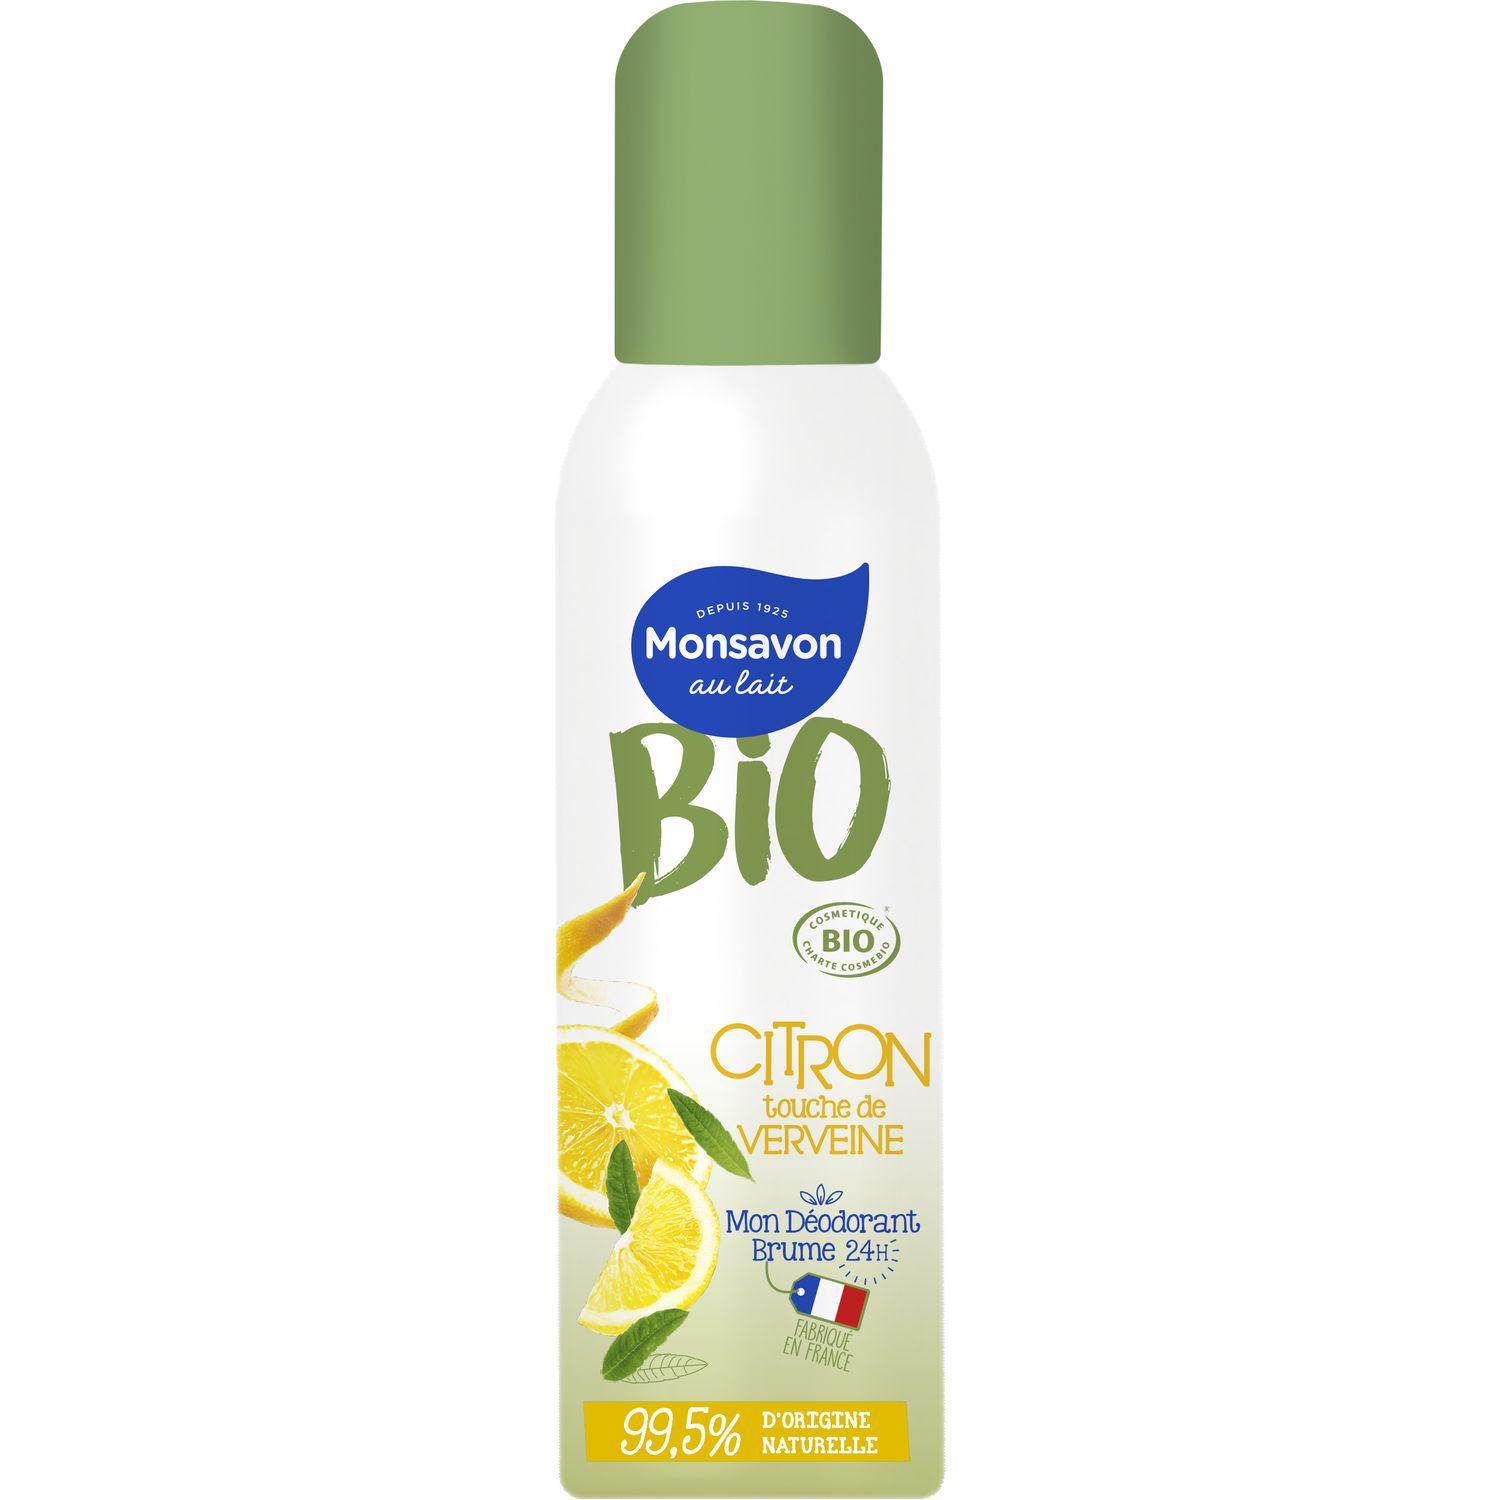 DEPUIS 1925
Monsavon
au lait
BiO
COSMETIQUE
BIO
CHARTE COSMEBIO
®
CITRON
touche de
VERVEINE
Mon Déodorant
Brume 24H
FABRIQUÉ
EN FRANCE
99,5% D'ORIGINE
NATURELLE